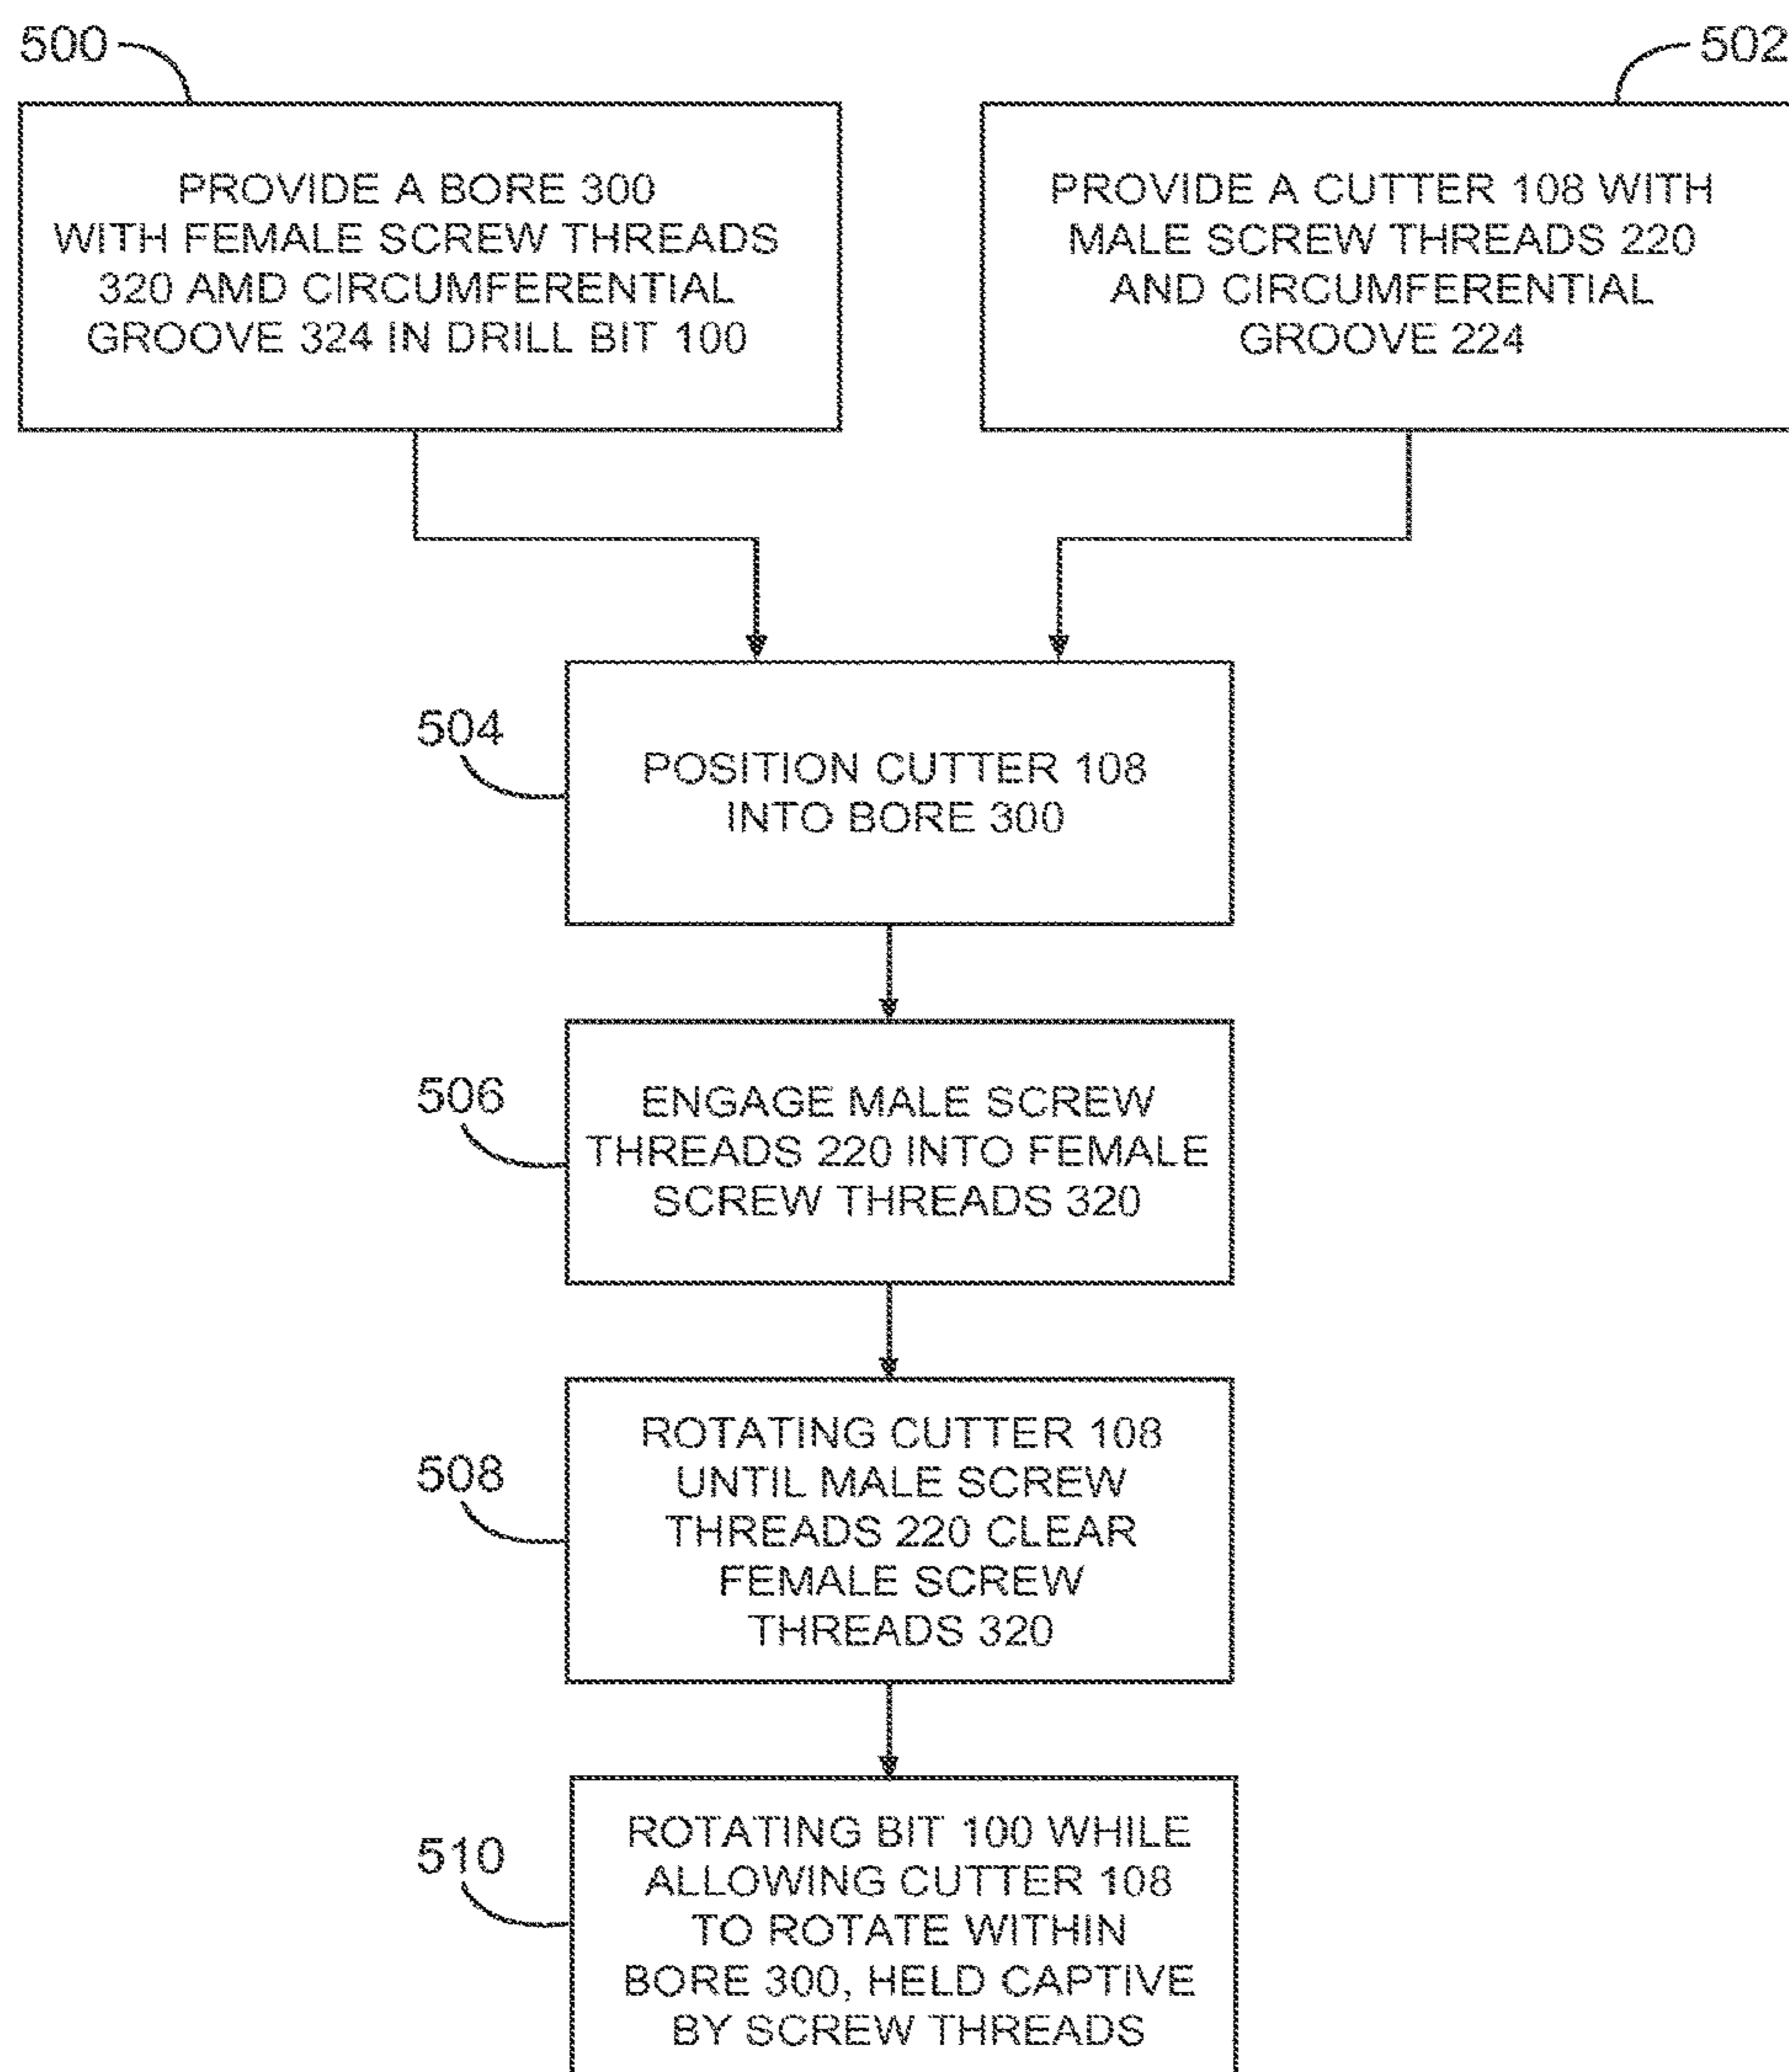 500
502
PROVIDE A BORE 300
WITH FEMALE SCREW THREADS
320 AMD CIRCUMFERENTIAL
GROOVE 324 IN DRILL BIT 100
PROVIDE A CUTTER 108 WITH
MALE SCREW THREADS 220
AND CIRCUMFERENTIAL
GROOVE 224
504
POSITION CUTTER 108
INTO BORE 300
506
ENGAGE MALE SCREW
THREADS 220 INTO FEMALE
SCREW THREADS 320
508
ROTATING CUTTER 108
UNTIL MALE SCREW
THREADS 220 CLEAR
FEMALE SCREW
THREADS 320
510
ROTATING BIT 100 WHILE
ALLOWING CUTTER 108
TO ROTATE WITHIN
BORE 300, HELD CAPTIVE
BY SCREW THREADS